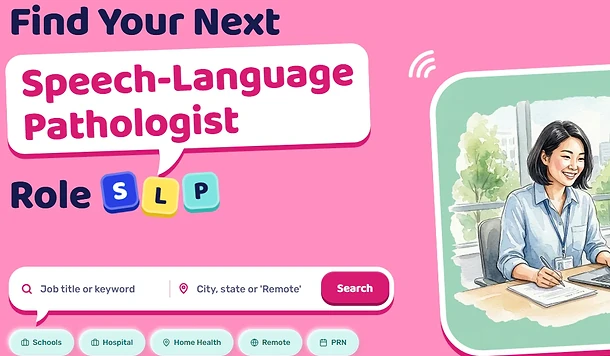 Find Your Next
Speech-Language
Pathologist
Role S L P
Job title or keyword City, state or 'Remote' Search
Schools Hospital Home Health Remote PRN